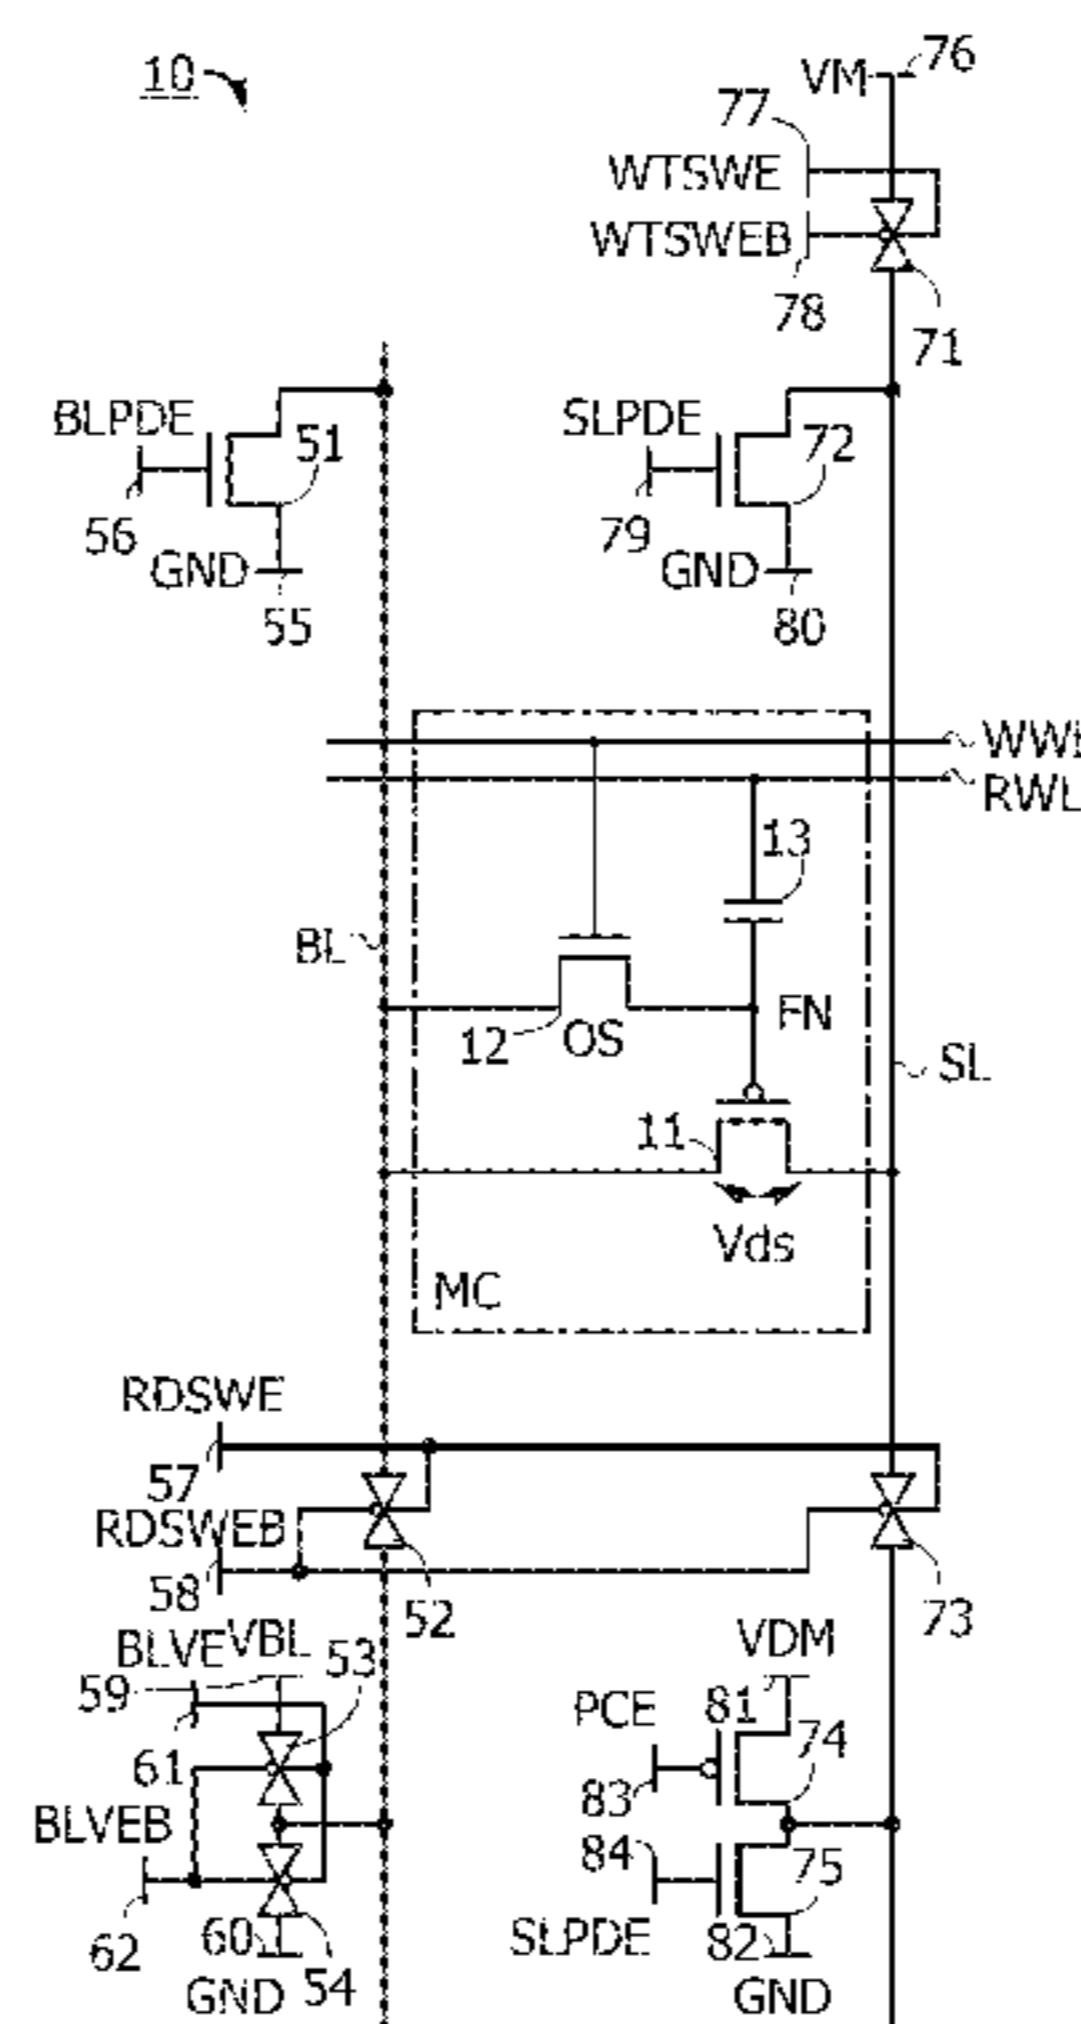 10
VM 76
77
WTSWE
WTSWEB
78
71
BLPDE 51
SLPDE 72
56
79
GND
GND
55
80
RWL
13
BL
FN
12 OS
SL
11
Vds
MC
RDSWE
57
RDSWEB
58
52
73
BLVE VBL 53
VDM
59
PCE 81
74
61
83
BLVEB
84
75
62
60
SLPDE 82
GND 54
GND